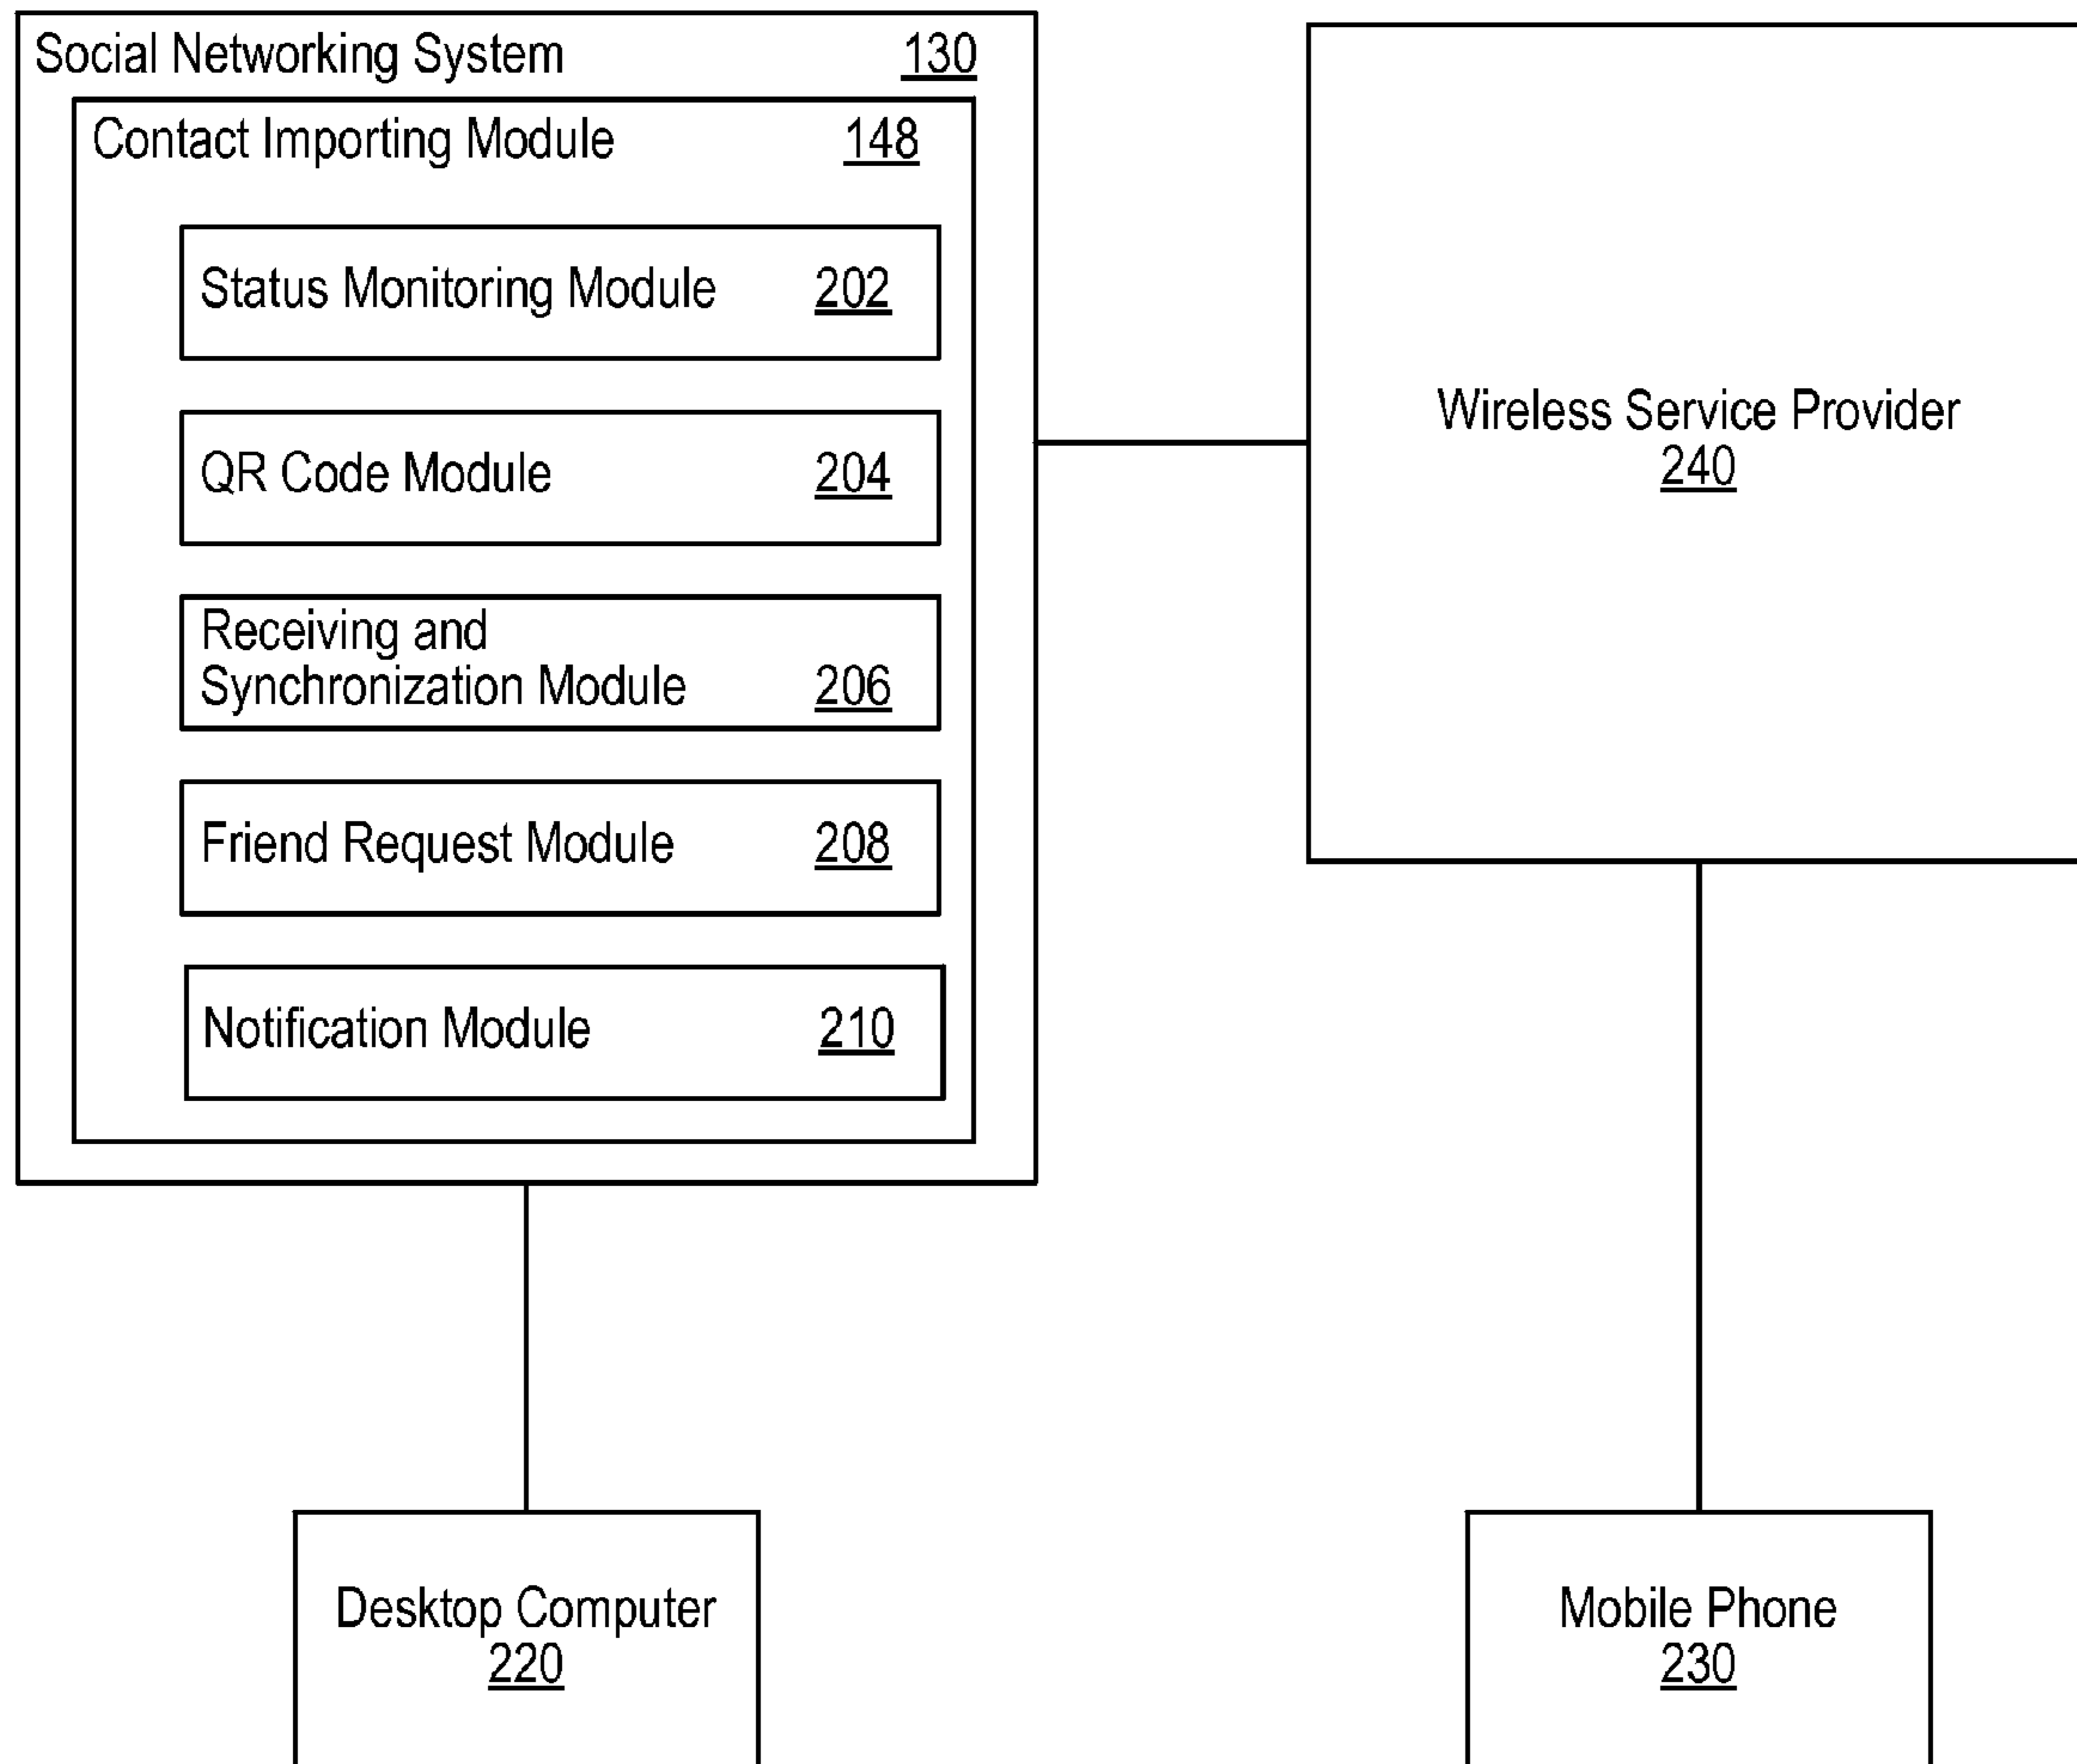 Social Networking System 130
Contact Importing Module 148
Status Monitoring Module 202
QR Code Module 204
Receiving and
Synchronization Module 206
Friend Request Module 208
Notification Module 210
Wireless Service Provider
240
Desktop Computer
220
Mobile Phone
230